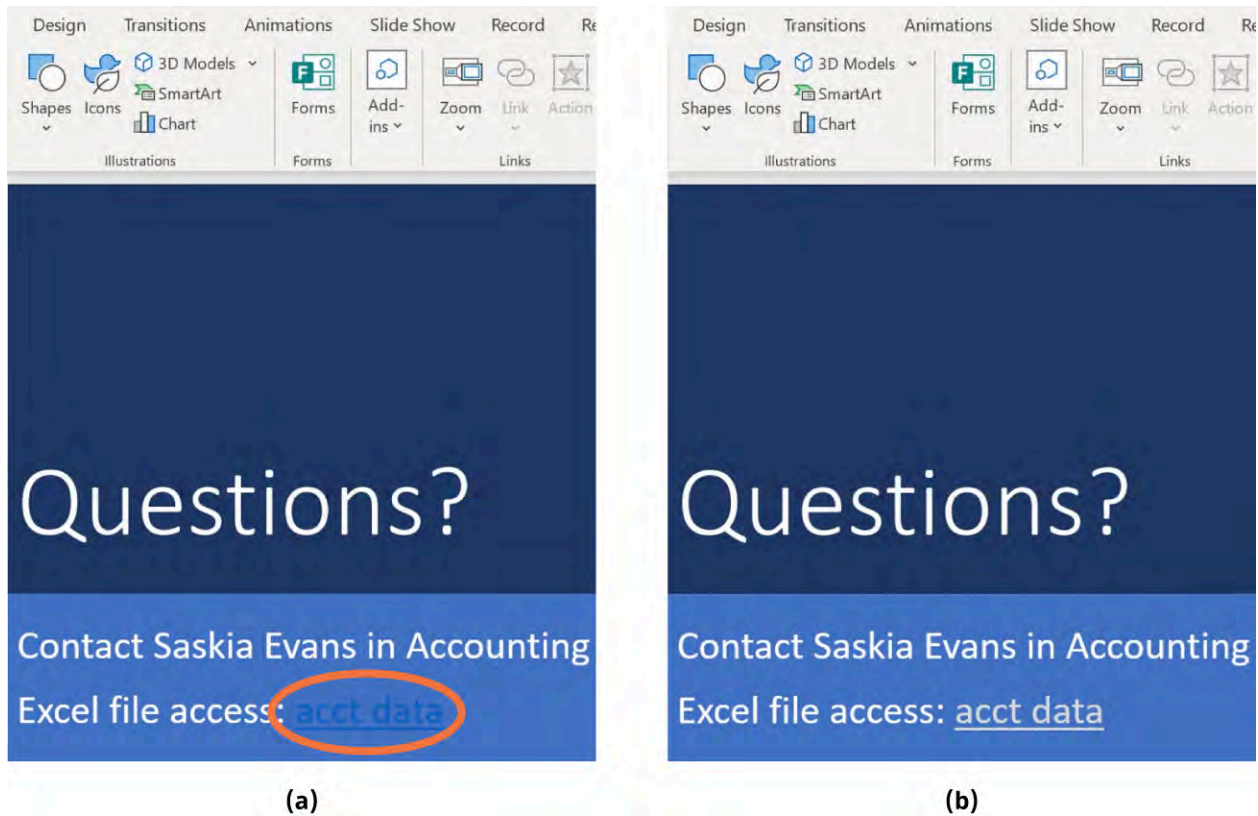 Design Transitions Animations Slide Show Record Re
3D Models
SmartArt
Chart
Shapes Icons Forms Add-ins Zoom Link Action
Illustrations Forms Links
Questions?
Contact Saskia Evans in Accounting
Excel file access: acct data
(a)
Design Transitions Animations Slide Show Record Re
3D Models
SmartArt
Chart
Shapes Icons Forms Add-ins Zoom Link Action
Illustrations Forms Links
Questions?
Contact Saskia Evans in Accounting
Excel file access: acct data
(b)